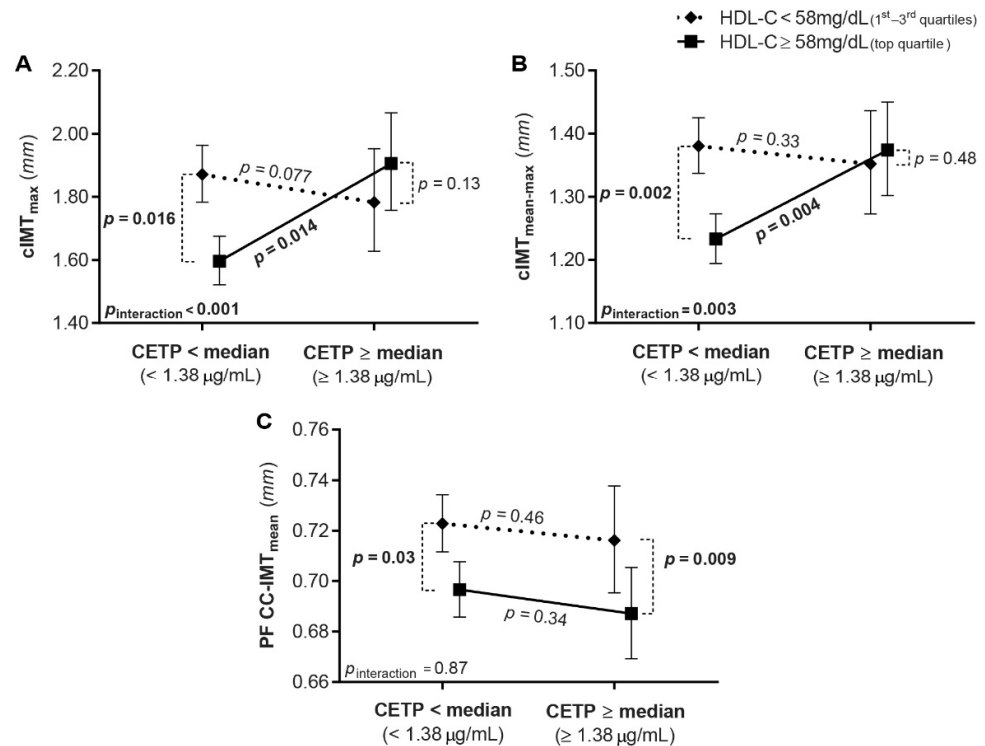 HDL-C < 58mg/dL (1st–3rd quartiles)
HDL-C ≥ 58mg/dL (top quartile)
A
2.20
2.00
1.80
1.60
1.40
cIMTmax (mm)
p = 0.077
p = 0.016
p = 0.014
p = 0.13
pinteraction < 0.001
CETP < median
(< 1.38 µg/mL)
CETP ≥ median
(≥ 1.38 µg/mL)
B
1.50
1.40
1.30
1.20
1.10
cIMTmean-max (mm)
p = 0.33
p = 0.002
p = 0.004
p = 0.48
pinteraction = 0.003
CETP < median
(< 1.38 µg/mL)
CETP ≥ median
(≥ 1.38 µg/mL)
C
0.76
0.74
0.72
0.70
0.68
0.66
PF CC-IMTmean (mm)
p = 0.46
p = 0.03
p = 0.34
p = 0.009
pinteraction = 0.87
CETP < median
(< 1.38 µg/mL)
CETP ≥ median
(≥ 1.38 µg/mL)